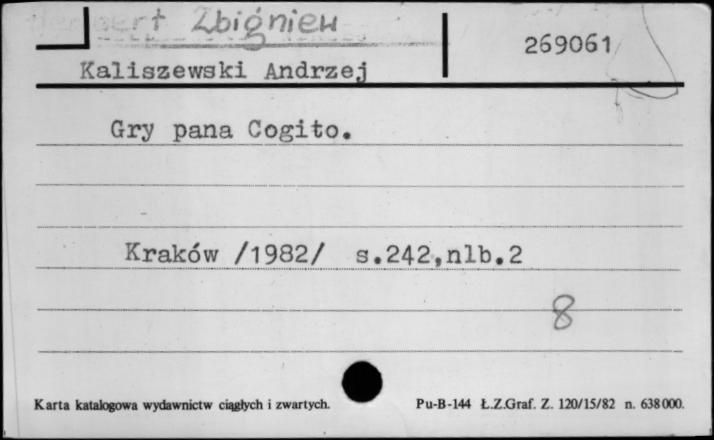 Herbert Zbigniew
269061
Kaliszewski Andrzej
Gry pana Cogito.
Kraków /1982/ s.242,nlb.2
8
Karta katalogowa wydawnictw ciągłych i zwartych.
Pu-B-144 Ł.Z.Graf. Z. 120/15/82 n. 638000.